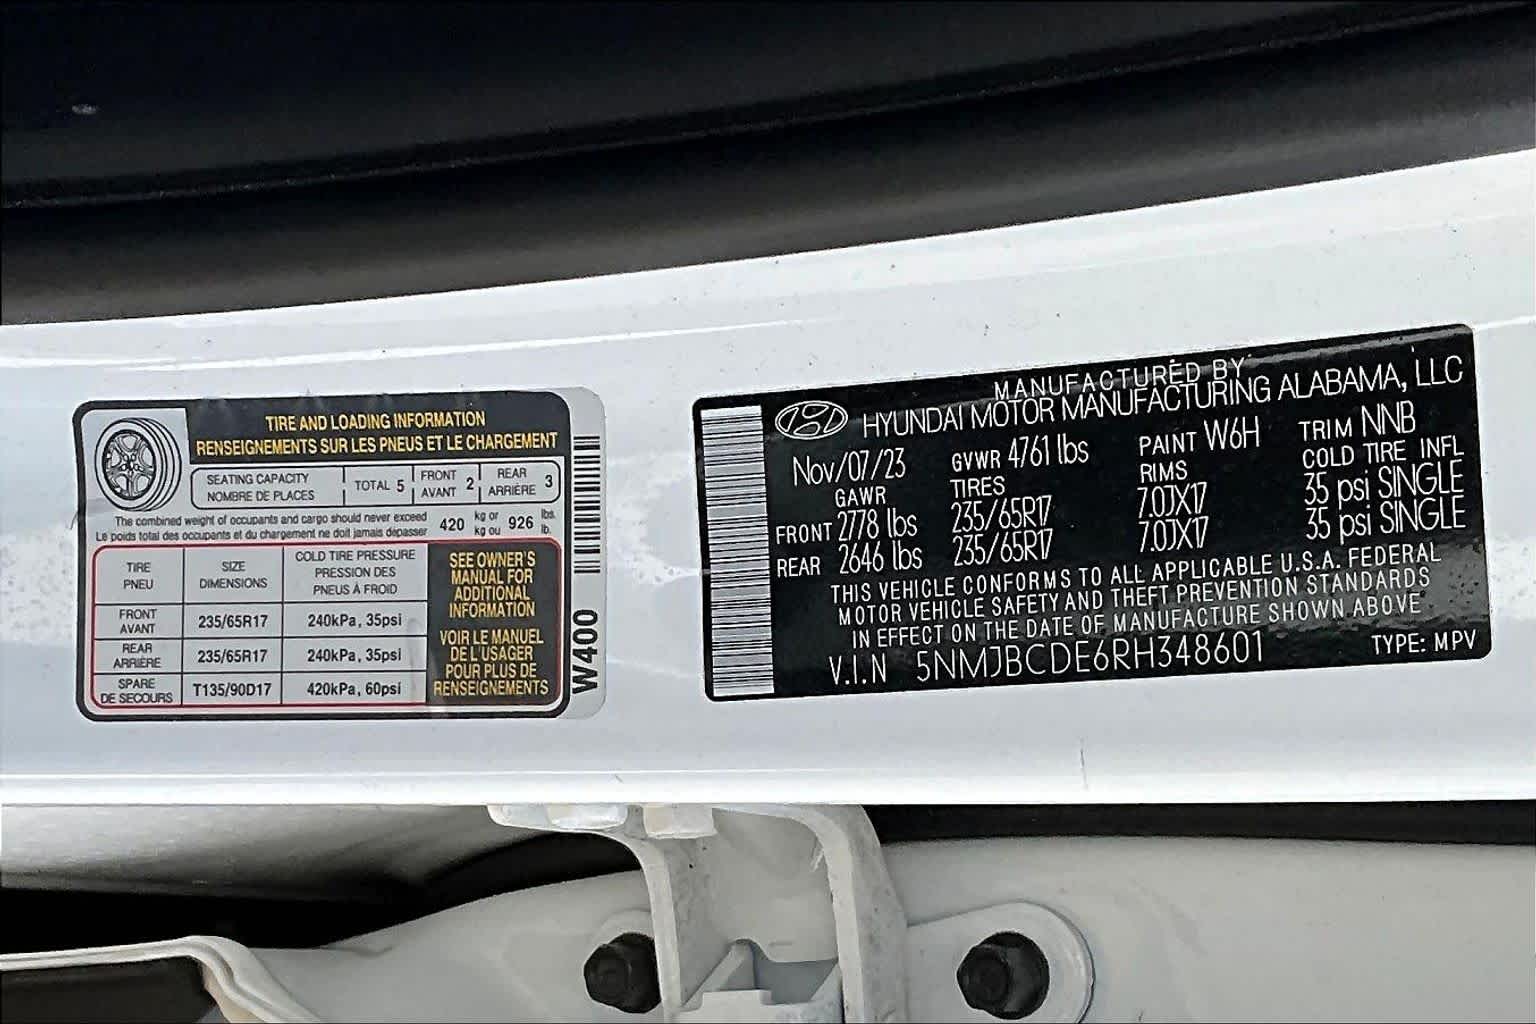 TIRE AND LOADING INFORMATION
RENSEIGNEMENTS SUR LES PNEUS ET LE CHARGEMENT
SEATING CAPACITY
NOMBRE DE PLACES
TOTAL 5
FRONT
AVANT 2
REAR
ARRIÈRE 3
The combined weight of occupants and cargo should never exceed
Le poids total des occupants et du chargement ne doit jamais dépasser
420 kg or
kg ou 926 lbs.
lb.
TIRE
PNEU
SIZE
DIMENSIONS
COLD TIRE PRESSURE
PRESSION DES
PNEUS À FROID
FRONT
AVANT
235/65R17
240kPa, 35psi
REAR
ARRIÈRE
235/65R17
240kPa, 35psi
SPARE
DE SECOURS
T135/90D17
420kPa, 60psi
SEE OWNER'S
MANUAL FOR
ADDITIONAL
INFORMATION
VOIR LE MANUEL
DE L'USAGER
POUR PLUS DE
RENSEIGNEMENTS
W400
MANUFACTURED BY
HYUNDAI MOTOR MANUFACTURING ALABAMA, LLC
Nov/07/23 GVWR 4761 lbs PAINT W6H TRIM NNB
GAWR TIRES RIMS COLD TIRE INFL
FRONT 2778 lbs 235/65R17 7.0JX17 35 psi SINGLE
REAR 2646 lbs 235/65R17 7.0JX17 35 psi SINGLE
THIS VEHICLE CONFORMS TO ALL APPLICABLE U.S.A. FEDERAL
MOTOR VEHICLE SAFETY AND THEFT PREVENTION STANDARDS
IN EFFECT ON THE DATE OF MANUFACTURE SHOWN ABOVE
V.I.N 5NMJBCDE6RH348601 TYPE: MPV